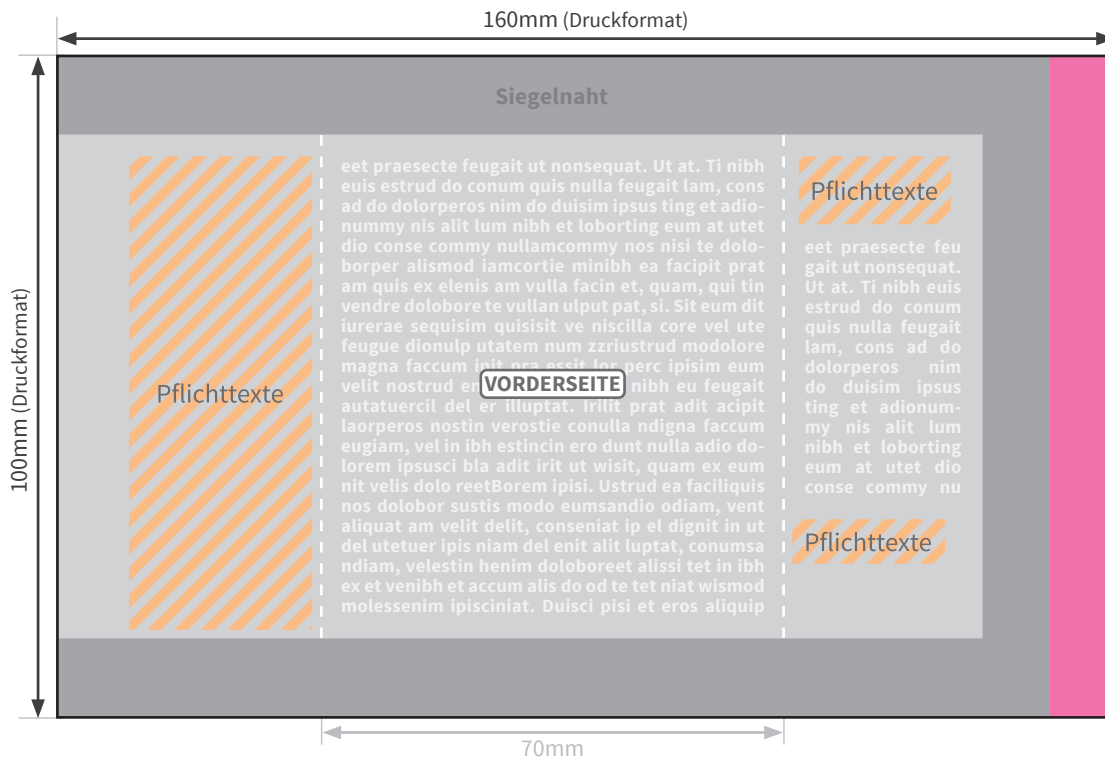 160mm (Druckformat)
Siegelnaht
100mm (Druckformat)
Pflichttexte
eet praesecte feugait ut nonsequat. Ut at. Ti nibh
euis estrud do conum quis nulla feugait lam, cons
ad do dolorperos nim do duisim ipsus ting et adio-
nummy nis alit lum nibh et loborting eum at utet
dio conse commy nullamcommy nos nisi te dolo-
borper alismod iamcortie minibh ea facipit prat
am quis ex elenis am vulla facin et, quam, qui tin
vendre dolobore te vullan ulput pat, si. Sit eum dit
iurerae sequisim quisisit ve niscilla core vel ute
feugue dionulp utatem num zzriustrud modolore
magna faccum init pra essit lor perc ipisim eum
velit nostrud en nibh eu feugait
VORDERSEITE
autatuercil del er illuptat. Irilit prat adit acipit
laorperos nostin verostie conulla ndigna faccum
eugiam, vel in ibh estincin ero dunt nulla adio do-
lorem ipsusci bla adit irit ut wisit, quam ex eum
nit velis dolo reetBorem ipisi. Ustrud ea faciliquis
nos dolobor sustis modo eumsandio odiam, vent
aliquat am velit delit, conseniat ip el dignit in ut
del utetuer ipis niam del enit alit luptat, conumsa
ndiam, velestin henim doloboreet alissi tet in ibh
ex et venibh et accum alis do od te tet niat wismod
molessenim ipisciniat. Duisci pisi et eros aliquip
Pflichttexte
eet praesecte feu
gait ut nonsequat.
Ut at. Ti nibh euis
estrud do conum
quis nulla feugait
lam, cons ad do
dolorperos nim
do duisim ipsus
ting et adionum-
my nis alit lum
nibh et loborting
eum at utet dio
conse commy nu
Pflichttexte
70mm